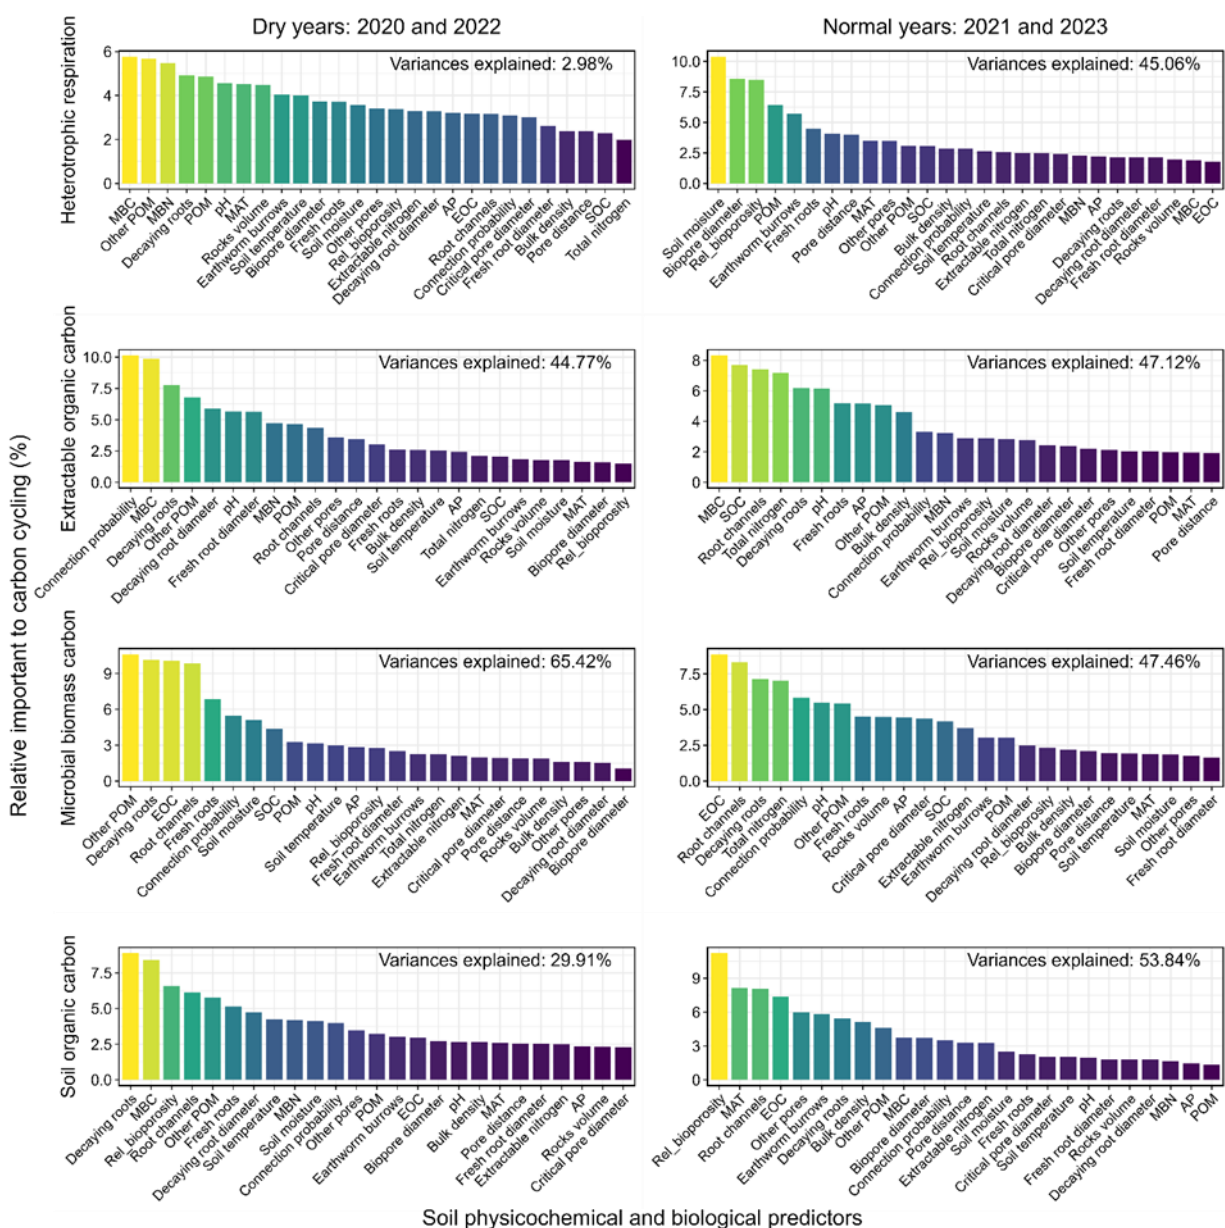 Dry years: 2020 and 2022
Normal years: 2021 and 2023
Relative important to carbon cycling (%)
Heterotrophic respiration
6
4
2
0
Variances explained: 2.98%
MBC
Other POM
MBN
Decaying roots
POM
pH
MAT
Rocks volume
Earthworm burrows
Soil temperature
Biopore diameter
Fresh roots
Soil moisture
Other pores
Rel_bioporosity
Extractable nitrogen
Decaying root diameter
AP
EOC
Root channels
Connection probability
Critical pore diameter
Fresh root diameter
Bulk density
Pore distance
SOC
Total nitrogen
10.0
7.5
5.0
2.5
0.0
Variances explained: 45.06%
Soil moisture
Biopore diameter
Rel_bioporosity
POM
Earthworm burrows
Fresh roots
pH
Pore distance
MAT
Other pores
Other POM
SOC
Bulk density
Connection probability
Soil temperature
Root channels
Extractable nitrogen
Total nitrogen
Critical pore diameter
MBN
AP
Decaying roots
Decaying root diameter
Fresh root diameter
Rocks volume
MBC
EOC
Extractable organic carbon
10.0
7.5
5.0
2.5
0.0
Variances explained: 44.77%
Connection probability
MBC
Decaying roots
Other POM
Decaying root diameter
pH
Fresh root diameter
MBN
POM
Root channels
Other pores
Pore distance
Critical pore diameter
Fresh roots
Bulk density
Soil temperature
AP
Total nitrogen
SOC
Earthworm burrows
Rocks volume
Soil moisture
MAT
Biopore diameter
Rel_bioporosity
8
6
4
2
0
Variances explained: 47.12%
MBC
SOC
Root channels
Total nitrogen
Decaying roots
pH
Fresh roots
AP
Other POM
Bulk density
Connection probability
MBN
Earthworm burrows
Rel_bioporosity
Soil moisture
Rocks volume
Decaying root diameter
Biopore diameter
Critical pore diameter
Other pores
Soil temperature
Fresh root diameter
POM
MAT
Pore distance
Microbial biomass carbon
9
6
3
0
Variances explained: 65.42%
Other POM
Decaying roots
EOC
Root channels
Fresh roots
Connection probability
Soil moisture
SOC
POM
pH
Soil temperature
AP
Rel_bioporosity
Fresh root diameter
Earthworm burrows
Total nitrogen
Extractable nitrogen
MAT
Critical pore diameter
Pore distance
Rocks volume
Bulk density
Other pores
Decaying root diameter
Biopore diameter
7.5
5.0
2.5
0.0
Variances explained: 47.46%
EOC
Root channels
Decaying roots
Total nitrogen
Connection probability
pH
Other POM
Fresh roots
Rocks volume
AP
Critical pore diameter
SOC
Extractable nitrogen
Earthworm burrows
POM
Decaying root diameter
Rel_bioporosity
Bulk density
Biopore diameter
Pore distance
Soil temperature
MAT
Soil moisture
Other pores
Fresh root diameter
Soil organic carbon
7.5
5.0
2.5
0.0
Variances explained: 29.91%
Decaying roots
MBC
Rel_bioporosity
Root channels
Other POM
Fresh roots
Decaying root diameter
Soil temperature
MBN
Soil moisture
Connection probability
Other pores
POM
Earthworm burrows
EOC
Biopore diameter
pH
Bulk density
MAT
Pore distance
Fresh root diameter
Extractable nitrogen
AP
Rocks volume
Critical pore diameter
9
6
3
0
Variances explained: 53.84%
Rel_bioporosity
MAT
Root channels
EOC
Other pores
Earthworm burrows
Decaying roots
Bulk density
Other POM
MBC
Biopore diameter
Connection probability
Pore distance
Extractable nitrogen
Soil moisture
Fresh roots
Critical pore diameter
Soil temperature
pH
Fresh root diameter
Rocks volume
Decaying root diameter
MBN
AP
POM
Soil physicochemical and biological predictors